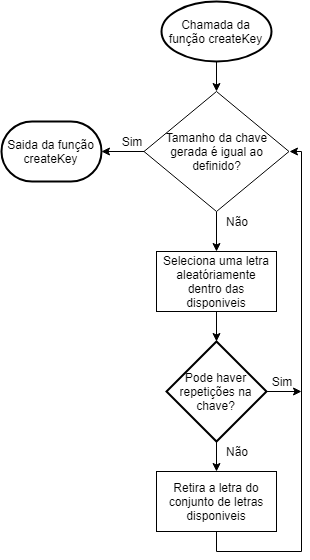 Chamada da
função createKey
Tamanho da chave
gerada é igual ao
definido?
Sim
Saida da função
createKey
Não
Seleciona uma letra
aleatóriamente
dentro das
disponiveis
Pode haver
repetições na
chave?
Sim
Não
Retira a letra do
conjunto de letras
disponiveis